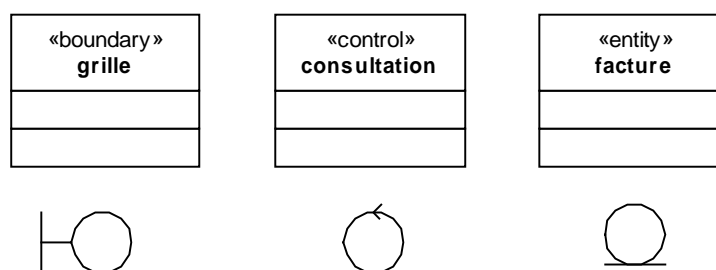 «boundary»
grille
«control»
consultation
«entity»
facture